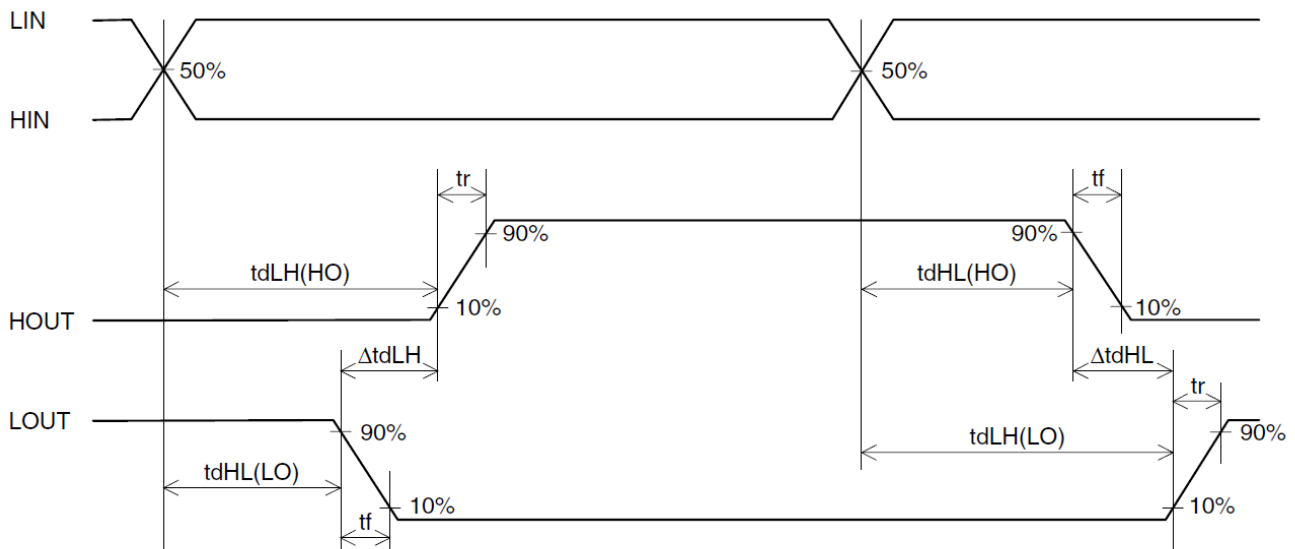 LIN
50%
50%
HIN
tr
tf
90%
90%
tdLH(HO)
tdHL(HO)
10%
10%
HOUT
ΔtdLH
ΔtdHL
tr
LOUT
90%
tdLH(LO)
90%
tdHL(LO)
10%
10%
tf